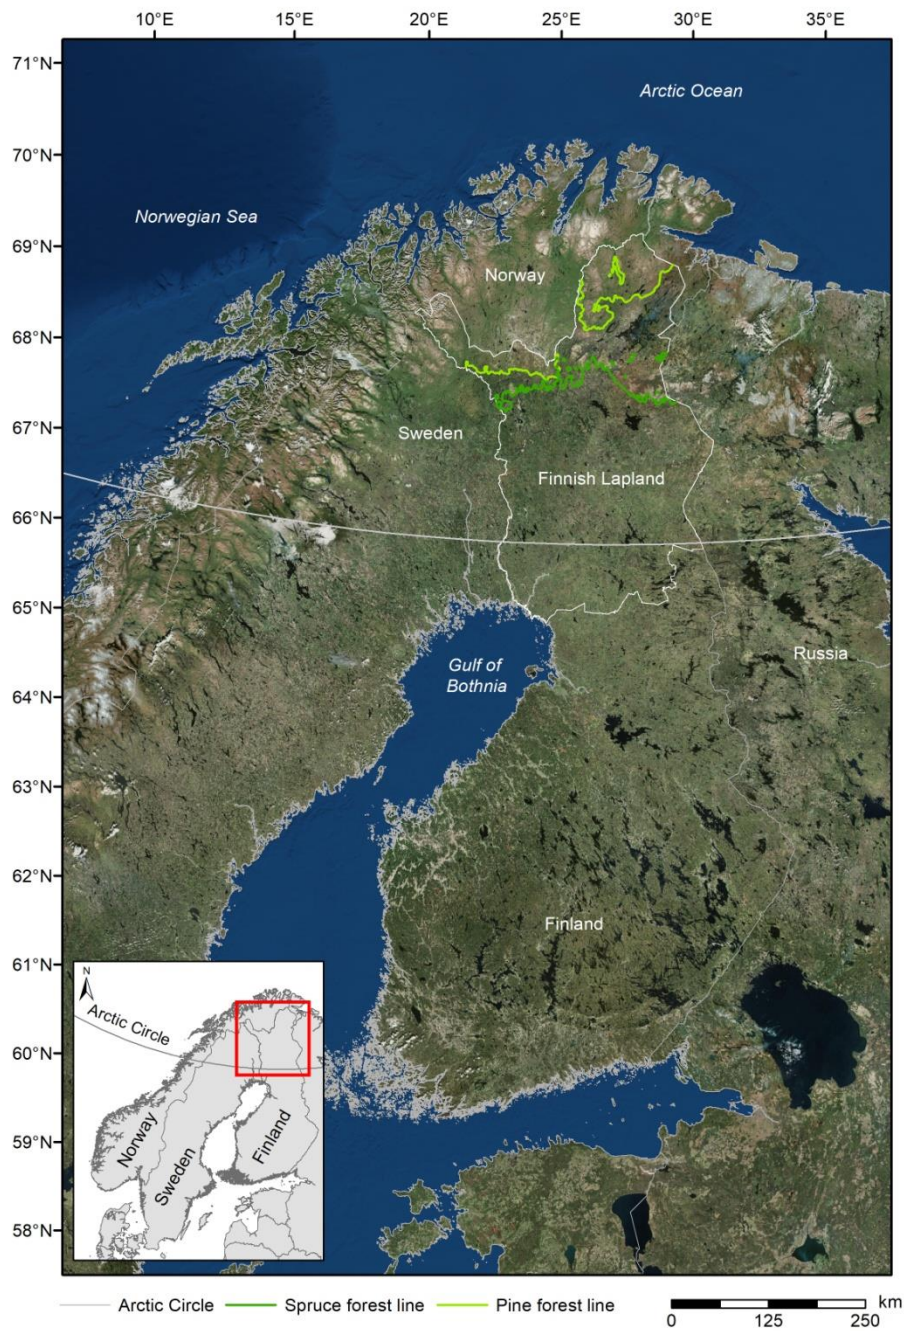 10°E 15°E 20°E 25°E 30°E 35°E
71°N
Arctic Ocean
70°N
Norwegian Sea
69°N
Norway
68°N
67°N
Sweden
Finnish Lapland
66°N
65°N
Russia
Gulf of
Bothnia
64°N
63°N
62°N
Finland
61°N
N
Arctic Circle
60°N
Norway
Sweden
Finland
59°N
58°N
Arctic Circle Spruce forest line Pine forest line km
0 125 250